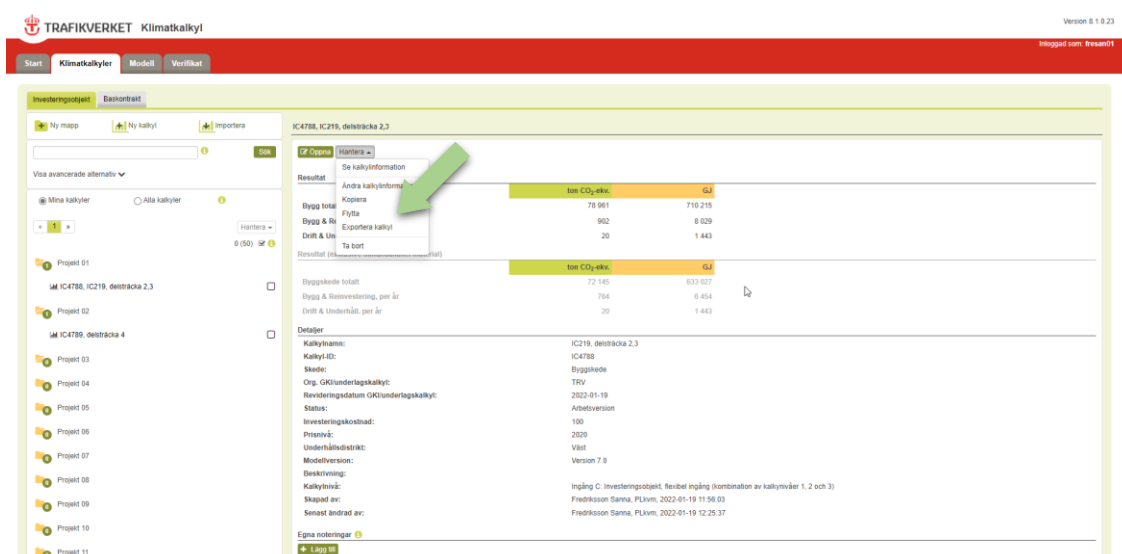 TRAFIKVERKET Klimatkalkyl
Version 8.1.0.23
Inloggad som: fresan01
Start Klimatkalkyler Modell Verifikat
Investeringsobjekt Baskontrakt
Ny mapp Ny kalkyl Importera
Sök
Visa avancerade alternativ
Mina kalkyler Alla kalkyler
« 1 » Hantera
0 (50)
Projekt 01
IC4788, IC219, delsträcka 2,3
Projekt 02
IC4789, delsträcka 4
Projekt 03
Projekt 04
Projekt 05
Projekt 06
Projekt 07
Projekt 08
Projekt 09
Projekt 10
Projekt 11
IC4788, IC219, delsträcka 2,3
Öppna Hantera
Se kalkylinformation
Ändra kalkylinforma
Kopiera
Flytta
Exportera kalkyl
Ta bort
Resultat
ton CO₂-ekv. GJ
Bygg total 78 961 710 215
Bygg & R 902 8 029
Drift & Un 20 1 443
Resultat
ton CO₂-ekv. GJ
Byggskede totalt 72 145 633 027
Bygg & Reinvestering, per år 784 6 454
Drift & Underhåll, per år 20 1 443
Detaljer
Kalkylnamn: IC219, delsträcka 2,3
Kalkyl-ID: IC4788
Skede: Byggskede
Org. GKI/underlagskalkyl: TRV
Revideringsdatum GKI/underlagskalkyl: 2022-01-19
Status: Arbetsversion
Investeringskostnad: 100
Prisnivå: 2020
Underhållsdistrikt: Väst
Modellversion: Version 7.0
Beskrivning:
Kalkylnivå: Ingång C: Investeringsobjekt, flexibel ingång (kombination av kalkylnivåer 1, 2 och 3)
Skapad av: Fredriksson Sanna, PLkvm, 2022-01-19 11:56:03
Senast ändrad av: Fredriksson Sanna, PLkvm, 2022-01-19 12:25:37
Egna noteringar
+ Lägg till